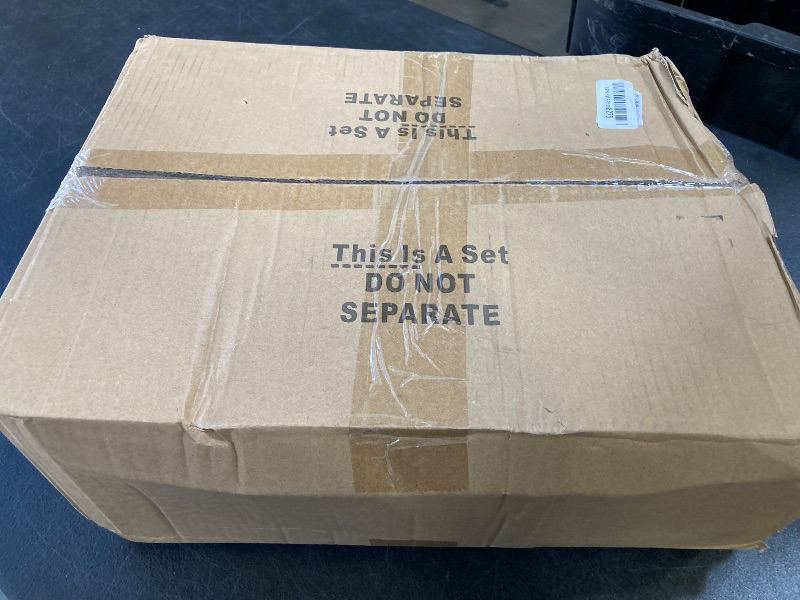 This Is A Set
DO NOT
SEPARATE
This Is A Set
DO NOT
SEPARATE